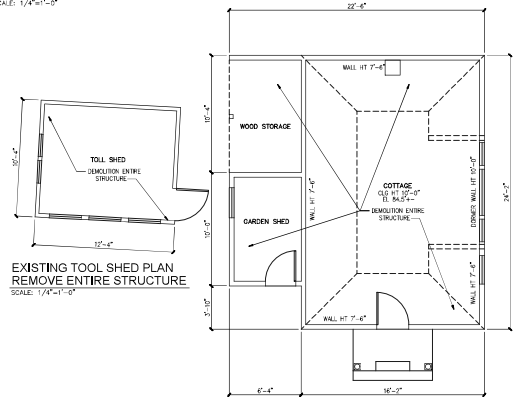 SCALE: 1/4"=1'-0"
22'-6"
WALL HT 7'-6"
10'-4"
WOOD STORAGE
10'-4"
TOLL SHED
DEMOLITION ENTIRE
STRUCTURE
12'-4"
EXISTING TOOL SHED PLAN
REMOVE ENTIRE STRUCTURE
SCALE: 1/4"=1'-0"
10'-0"
GARDEN SHED
WALL HT 7'-6"
COTTAGE
CLG HT 10'-0"
EL 84.5'+-
DEMOLITION ENTIRE
STRUCTURE
DORMER WALL HT 10'-0"
24'-2"
WALL HT 7'-6"
3'-10"
WALL HT 7'-6"
6'-4"
16'-2"